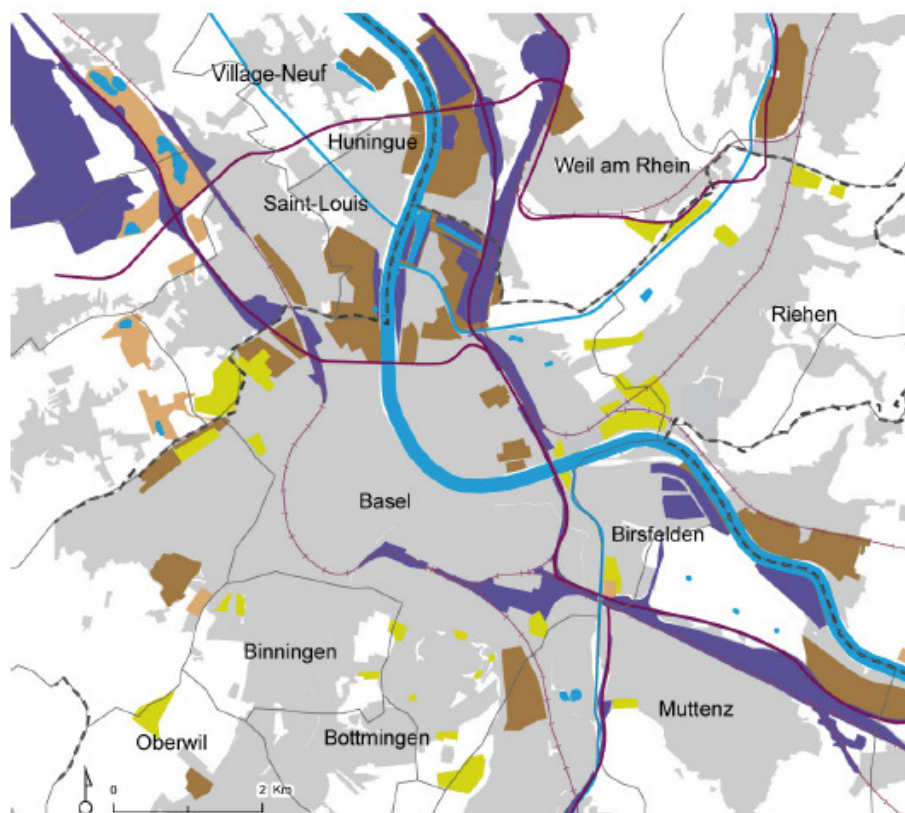 Village-Neuf
Huningue
Weil am Rhein
Saint-Louis
Riehen
Basel
Birsfelden
Binningen
Muttenz
Oberwil
Bottmingen
0 2 Km